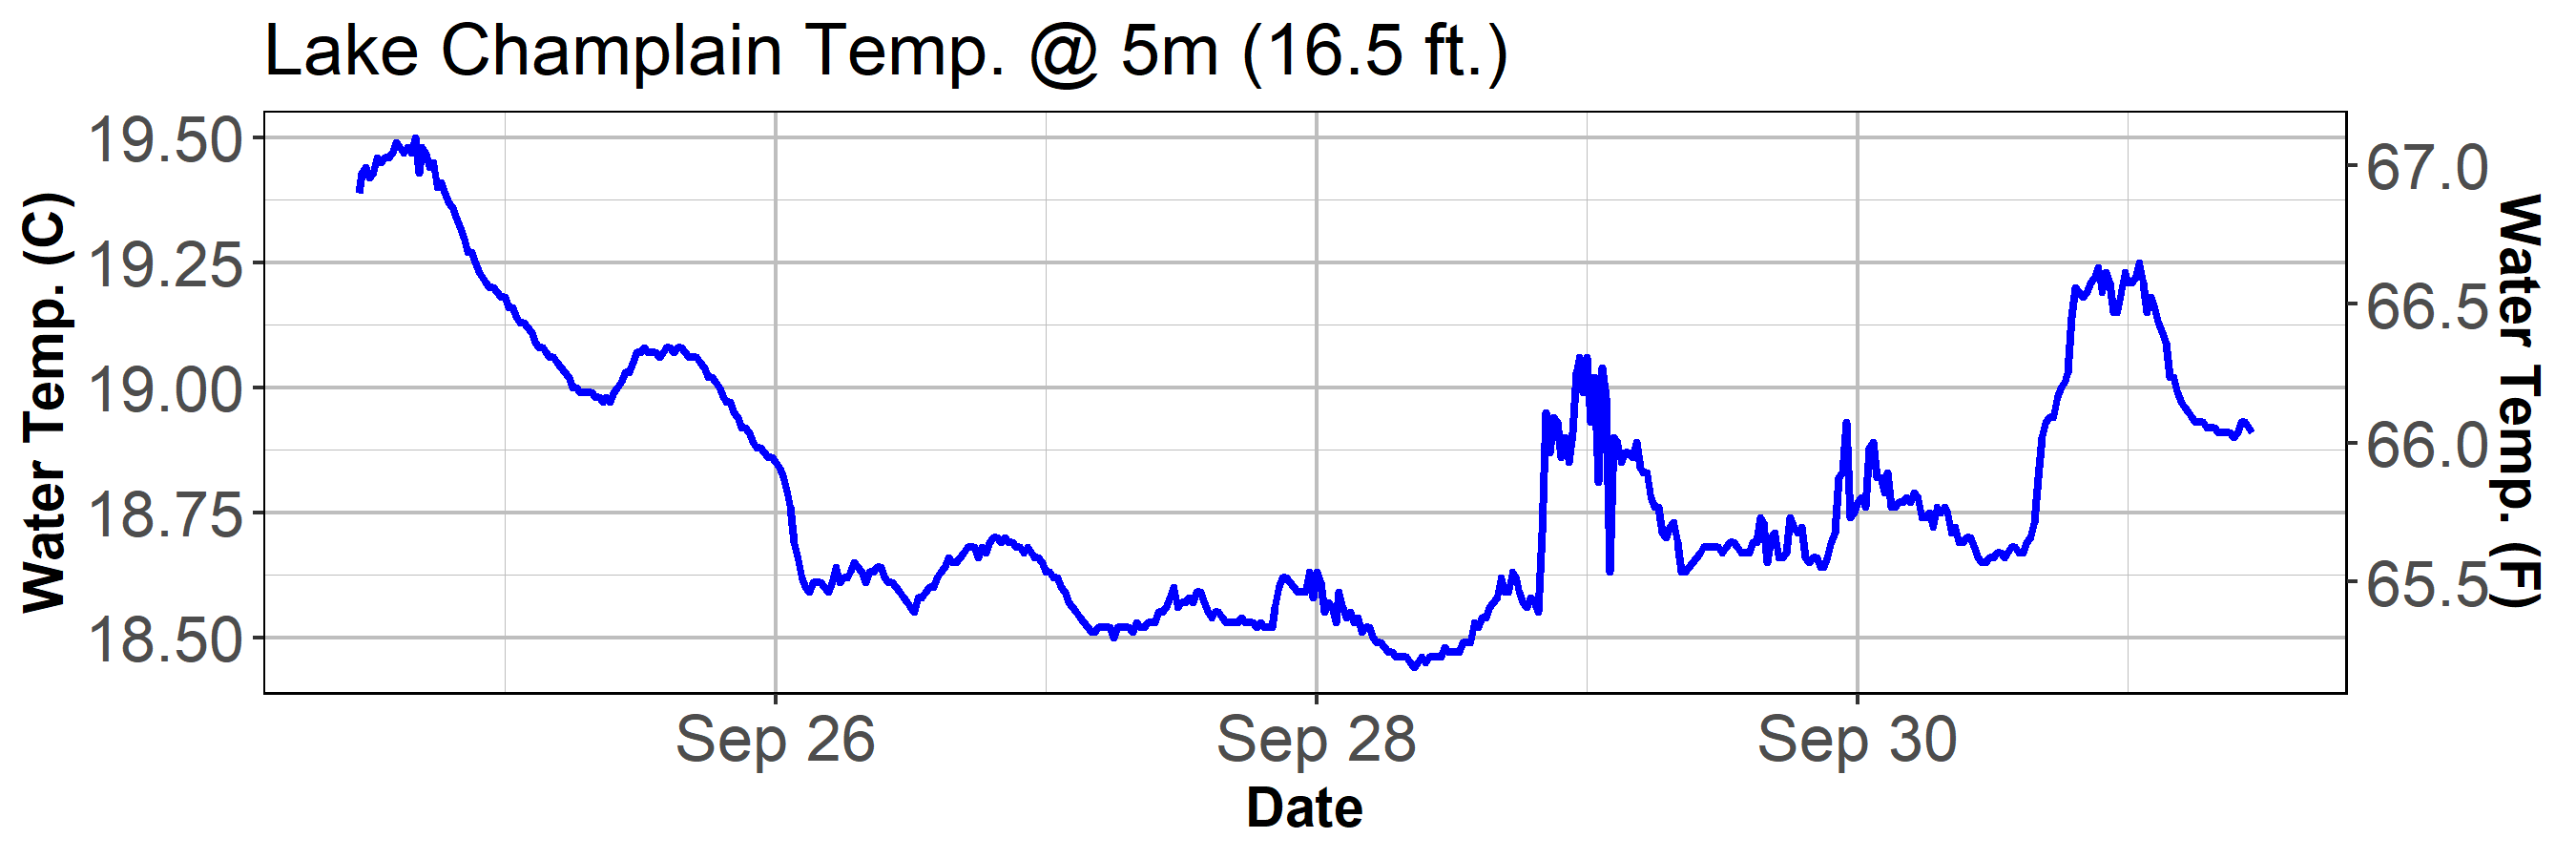 Lake Champlain Temp. @ 5m (16.5 ft.)
Water Temp. (C)
19.50
19.25
19.00
18.75
18.50
67.0
66.5
66.0
65.5
Water Temp. (F)
Sep 26 Sep 28 Sep 30
Date